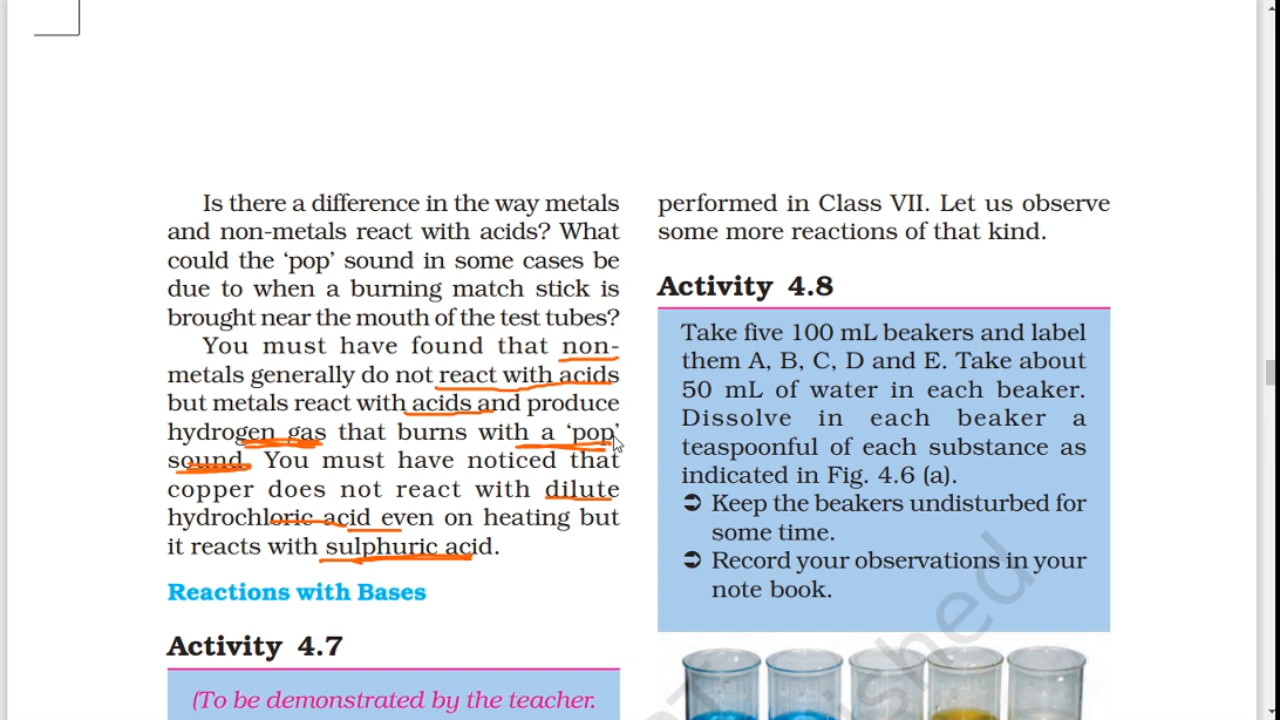 Is there a difference in the way metals
and non-metals react with acids? What
could the ‘pop’ sound in some cases be
due to when a burning match stick is
brought near the mouth of the test tubes?
You must have found that non-
metals generally do not react with acids
but metals react with acids and produce
hydrogen gas that burns with a ‘pop’
sound. You must have noticed that
copper does not react with dilute
hydrochloric acid even on heating but
it reacts with sulphuric acid.
Reactions with Bases
Activity 4.7
(To be demonstrated by the teacher.
performed in Class VII. Let us observe
some more reactions of that kind.
Activity 4.8
Take five 100 mL beakers and label
them A, B, C, D and E. Take about
50 mL of water in each beaker.
Dissolve in each beaker a
teaspoonful of each substance as
indicated in Fig. 4.6 (a).
➲ Keep the beakers undisturbed for
some time.
➲ Record your observations in your
note book.